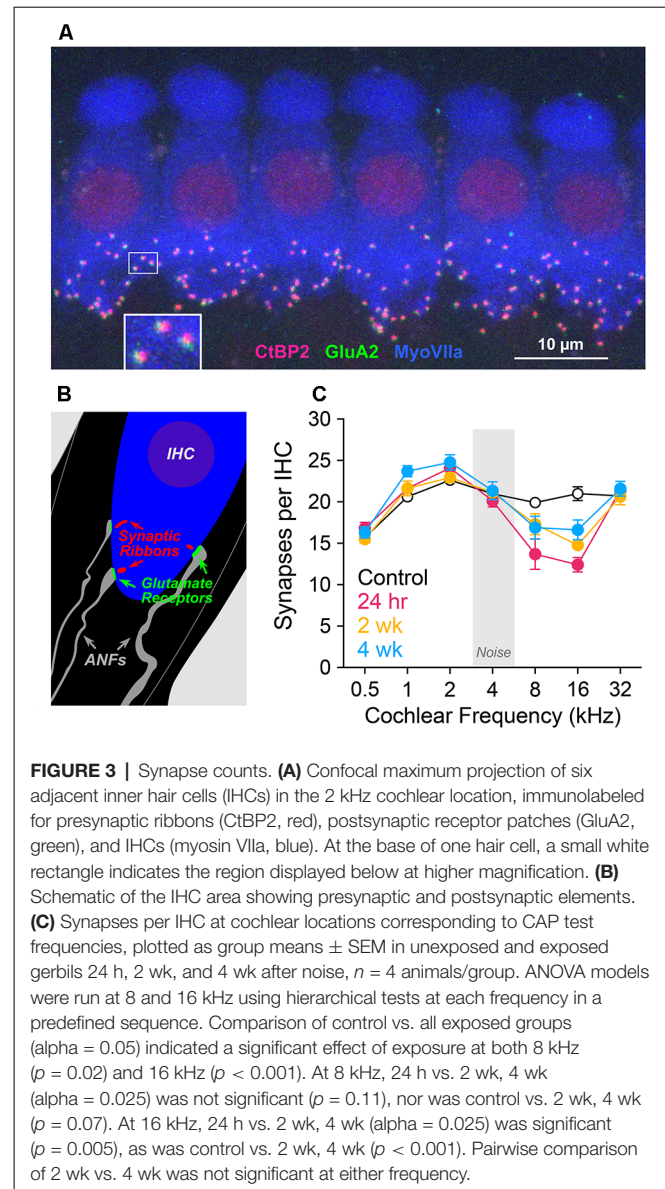 A
CtBP2 GluA2 MyoVIIa
10 µm
B
IHC
Synaptic
Ribbons
Glutamate
Receptors
ANFs
C
30
25
20
15
10
5
0
Synapses per IHC
Control
24 hr
2 wk
4 wk
Noise
0.5 1 2 4 8 16 32
Cochlear Frequency (kHz)
FIGURE 3 | Synapse counts. (A) Confocal maximum projection of six
adjacent inner hair cells (IHCs) in the 2 kHz cochlear location, immunolabeled
for presynaptic ribbons (CtBP2, red), postsynaptic receptor patches (GluA2,
green), and IHCs (myosin VIIa, blue). At the base of one hair cell, a small white
rectangle indicates the region displayed below at higher magnification. (B)
Schematic of the IHC area showing presynaptic and postsynaptic elements.
(C) Synapses per IHC at cochlear locations corresponding to CAP test
frequencies, plotted as group means ± SEM in unexposed and exposed
gerbils 24 h, 2 wk, and 4 wk after noise, n = 4 animals/group. ANOVA models
were run at 8 and 16 kHz using hierarchical tests at each frequency in a
predefined sequence. Comparison of control vs. all exposed groups
(alpha = 0.05) indicated a significant effect of exposure at both 8 kHz
(p = 0.02) and 16 kHz (p < 0.001). At 8 kHz, 24 h vs. 2 wk, 4 wk
(alpha = 0.025) was not significant (p = 0.11), nor was control vs. 2 wk, 4 wk
(p = 0.07). At 16 kHz, 24 h vs. 2 wk, 4 wk (alpha = 0.025) was significant
(p = 0.005), as was control vs. 2 wk, 4 wk (p < 0.001). Pairwise comparison
of 2 wk vs. 4 wk was not significant at either frequency.